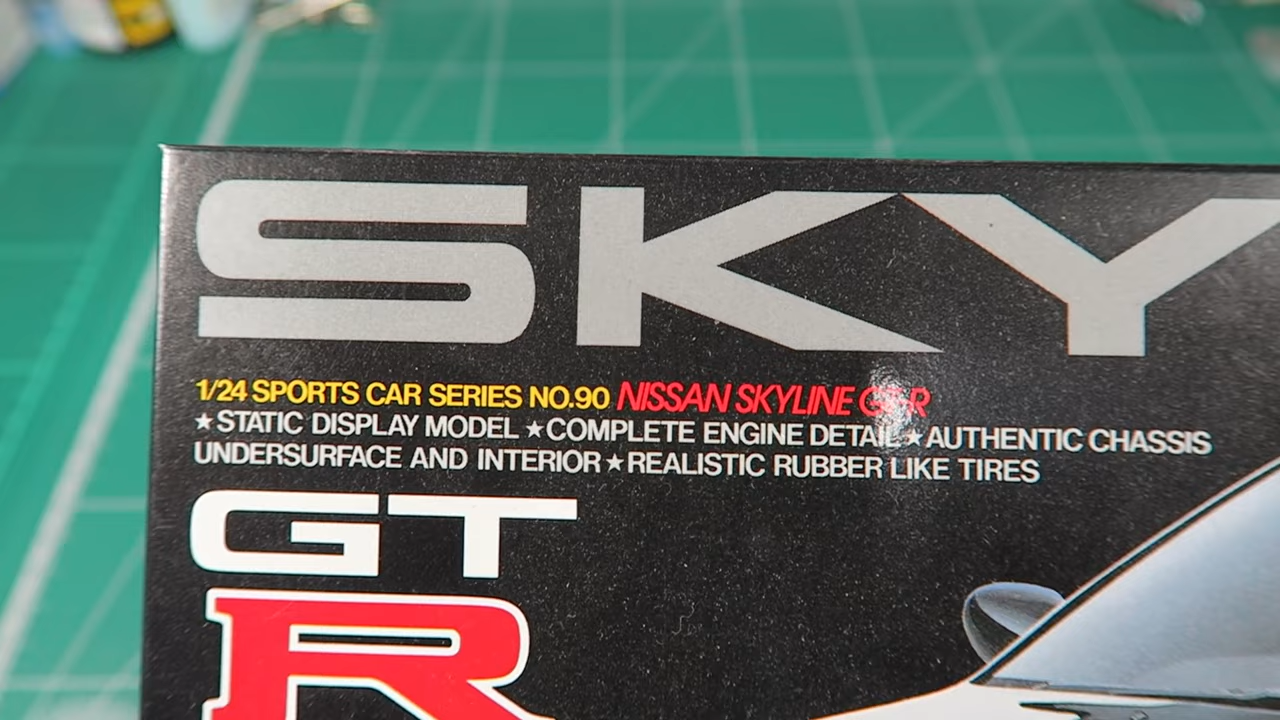 SKY
1/24 SPORTS CAR SERIES NO.90 NISSAN SKYLINE GT-R
★STATIC DISPLAY MODEL ★COMPLETE ENGINE DETAIL ★AUTHENTIC CHASSIS
UNDERSURFACE AND INTERIOR★REALISTIC RUBBER LIKE TIRES
GT
R